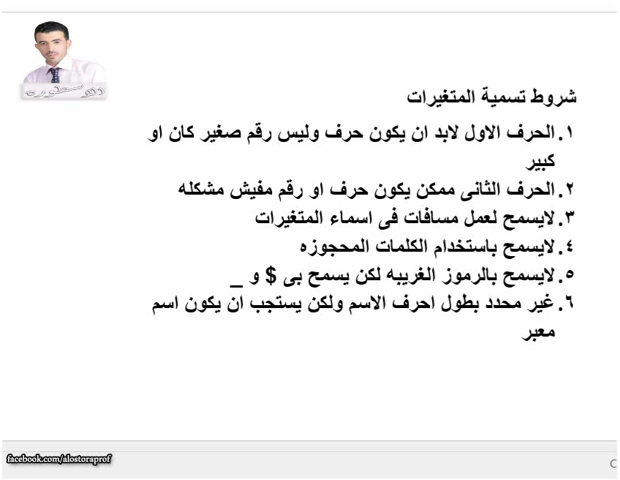 الاسطورة
شروط تسمية المتغيرات
١. الحرف الاول لابد ان يكون حرف وليس رقم صغير كان او
كبير
٢. الحرف الثانى ممكن يكون حرف او رقم مفيش مشكله
٣. لايسمح لعمل مسافات فى اسماء المتغيرات
٤. لايسمح باستخدام الكلمات المحجوزه
٥. لايسمح بالرموز الغريبه لكن يسمح بى $ و _
٦. غير محدد بطول احرف الاسم ولكن يستجب ان يكون اسم
معبر
facebook.com/alostoraprof
C